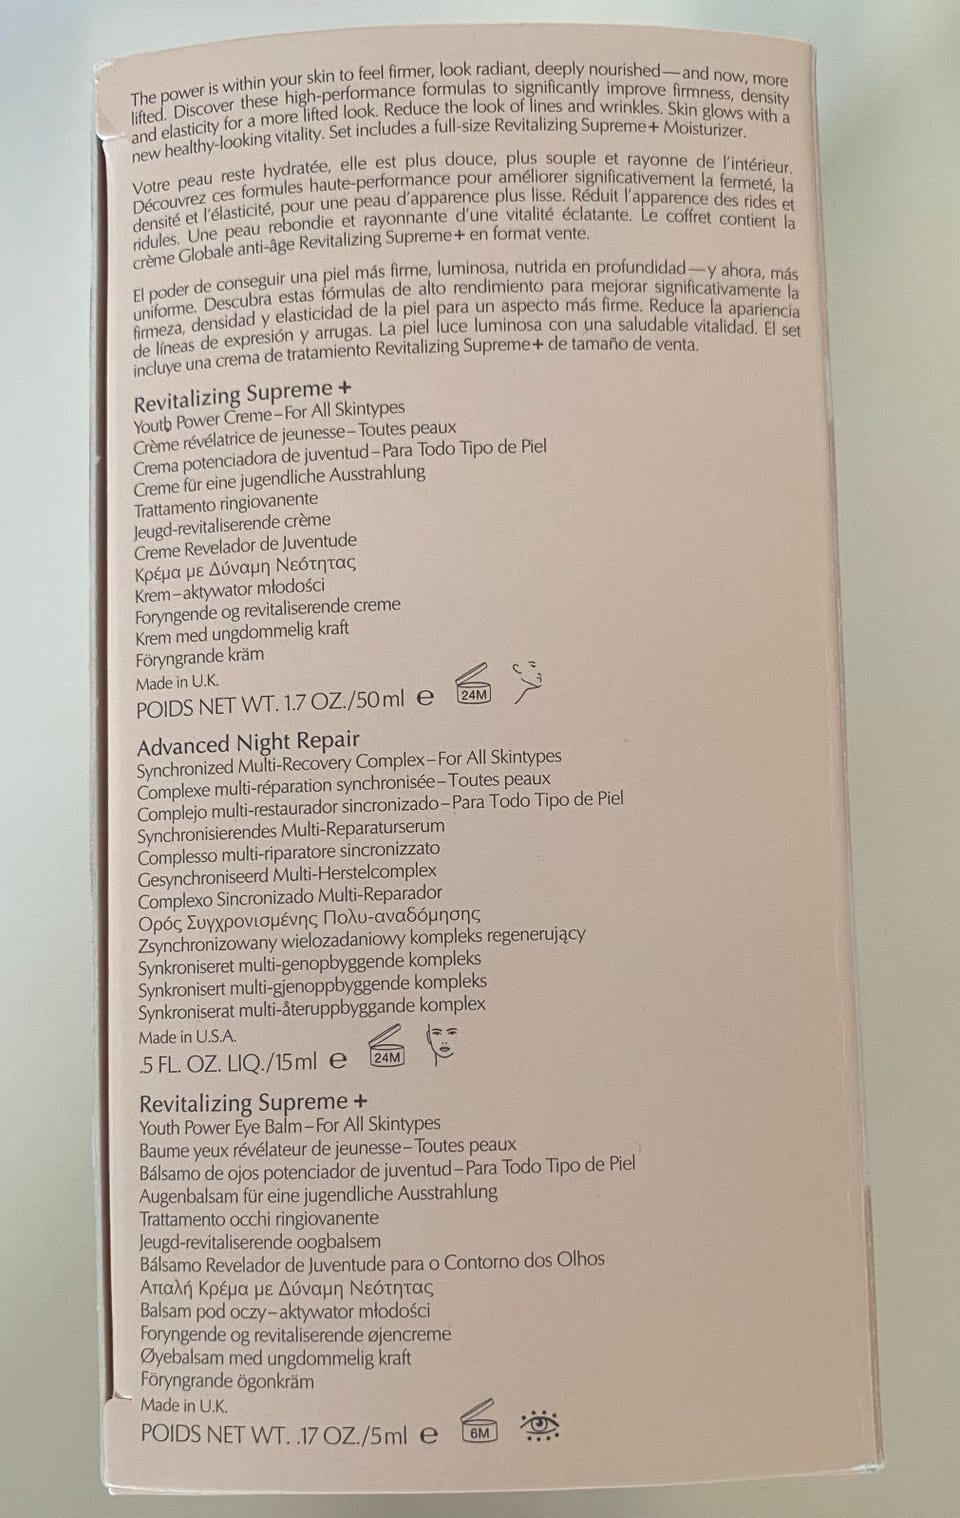 The power is within your skin to feel firmer, look radiant, deeply nourished—and now, more
lifted. Discover these high-performance formulas to significantly improve firmness, density
and elasticity for a more lifted look. Reduce the look of lines and wrinkles. Skin glows with a
new healthy-looking vitality. Set includes a full-size Revitalizing Supreme+ Moisturizer.
Votre peau reste hydratée, elle est plus douce, plus souple et rayonne de l'intérieur.
Découvrez ces formules haute-performance pour améliorer significativement la fermeté, la
densité et l'élasticité, pour une peau d'apparence plus lisse. Réduit l'apparence des rides et
ridules. Une peau rebondie et rayonnante d'une vitalité éclatante. Le coffret contient la
crème Globale anti-âge Revitalizing Supreme+ en format vente.
El poder de conseguir una piel más firme, luminosa, nutrida en profundidad—y ahora, más
uniforme. Descubra estas fórmulas de alto rendimiento para mejorar significativamente la
firmeza, densidad y elasticidad de la piel para un aspecto más firme. Reduce la apariencia
de líneas de expresión y arrugas. La piel luce luminosa con una saludable vitalidad. El set
incluye una crema de tratamiento Revitalizing Supreme+ de tamaño de venta.
Revitalizing Supreme +
Youth Power Creme–For All Skintypes
Crème révélatrice de jeunesse–Toutes peaux
Crema potenciadora de juventud–Para Todo Tipo de Piel
Creme für eine jugendliche Ausstrahlung
Trattamento ringiovanente
Jeugd-revitaliserende crème
Creme Revelador de Juventude
Κρέμα με Δύναμη Νεότητας
Krem–aktywator młodości
Foryngende og revitaliserende creme
Krem med ungdommelig kraft
Föryngrande kräm
Made in U.K.
POIDS NET WT. 1.7 OZ./50 ml e 24M
Advanced Night Repair
Synchronized Multi-Recovery Complex–For All Skintypes
Complexe multi-réparation synchronisée–Toutes peaux
Complejo multi-restaurador sincronizado–Para Todo Tipo de Piel
Synchronisierendes Multi-Reparaturserum
Complesso multi-riparatore sincronizzato
Gesynchroniseerd Multi-Herstelcomplex
Complexo Sincronizado Multi-Reparador
Ορός Συγχρονισμένης Πολυ-αναδόμησης
Zsynchronizowany wielozadaniowy kompleks regenerujący
Synkroniseret multi-genopbyggende kompleks
Synkronisert multi-gjenoppbyggende kompleks
Synkroniserat multi-återuppbyggande komplex
Made in U.S.A.
.5 FL. OZ. LIQ./15 ml e 24M
Revitalizing Supreme +
Youth Power Eye Balm–For All Skintypes
Baume yeux révélateur de jeunesse–Toutes peaux
Bálsamo de ojos potenciador de juventud–Para Todo Tipo de Piel
Augenbalsam für eine jugendliche Ausstrahlung
Trattamento occhi ringiovanente
Jeugd-revitaliserende oogbalsem
Bálsamo Revelador de Juventude para o Contorno dos Olhos
Απαλή Κρέμα με Δύναμη Νεότητας
Balsam pod oczy–aktywator młodości
Foryngende og revitaliserende øjencreme
Øyebalsam med ungdommelig kraft
Föryngrande ögonkräm
Made in U.K.
POIDS NET WT. .17 OZ./5 ml e 6M